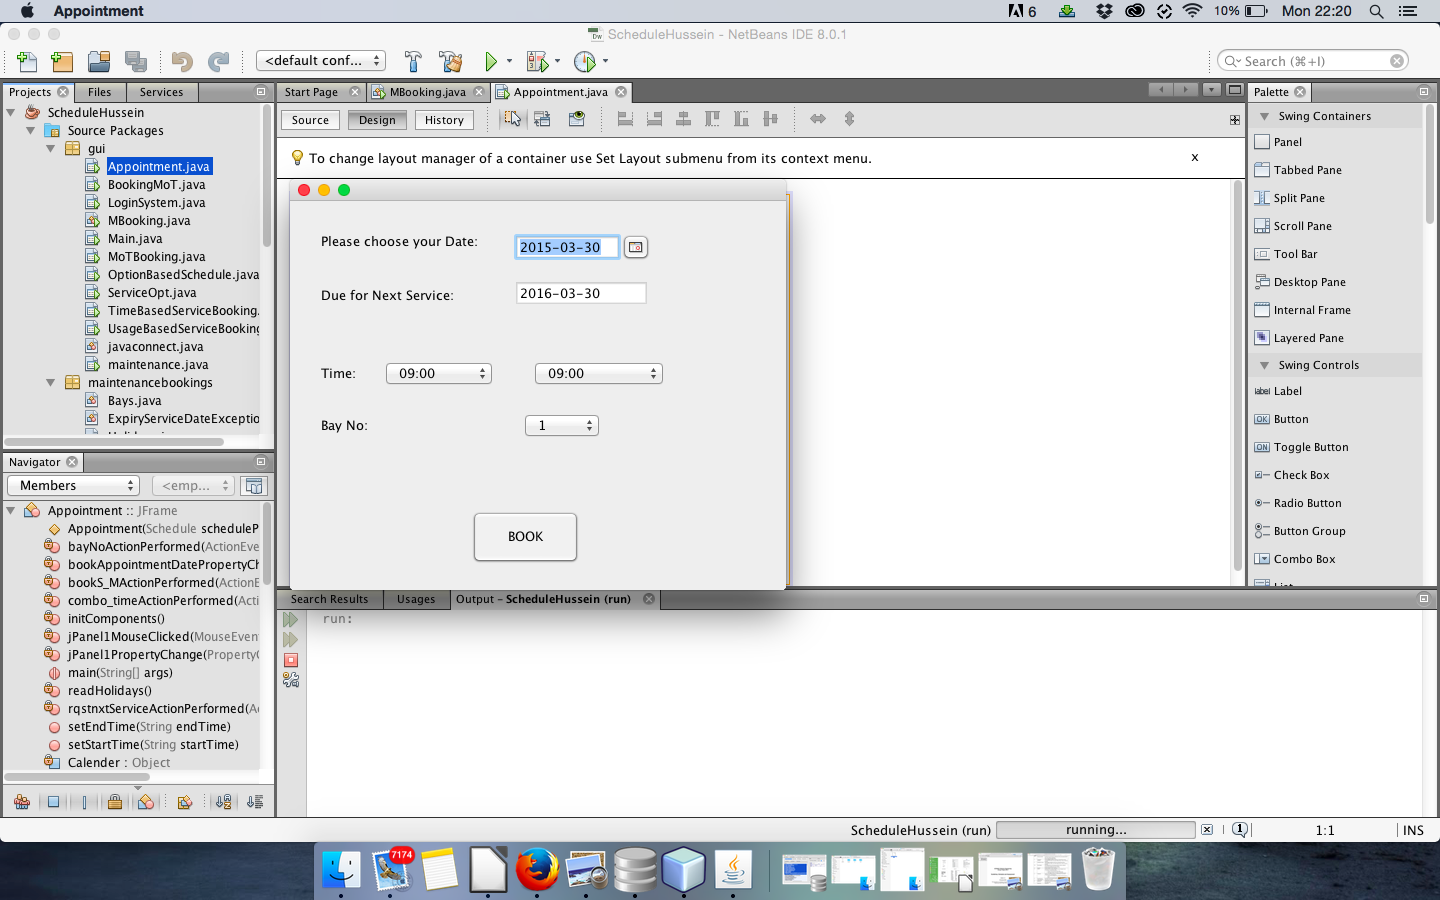 Appointment
6
10%
Mon 22:20
ScheduleHussein - NetBeans IDE 8.0.1
<default conf...
Search (⌘+I)
Projects
Files
Services
ScheduleHussein
Source Packages
gui
Appointment.java
BookingMoT.java
LoginSystem.java
MBooking.java
Main.java
MoTBooking.java
OptionBasedSchedule.java
ServiceOpt.java
TimeBasedServiceBooking.
UsageBasedServiceBooking
javaconnect.java
maintenance.java
maintenancebookings
Bays.java
ExpiryServiceDateExceptio
Navigator
Members
<emp...
Appointment :: JFrame
Appointment(Schedule scheduleP
bayNoActionPerformed(ActionEve
bookAppointmentDatePropertyCh
bookS_MActionPerformed(ActionE
combo_timeActionPerformed(Acti
initComponents()
jPanel1MouseClicked(MouseEven
jPanel1PropertyChange(Property
main(String[] args)
readHolidays()
rqstnxtServiceActionPerformed(A
setEndTime(String endTime)
setStartTime(String startTime)
Calender : Object
Start Page
MBooking.java
Appointment.java
Source
Design
History
To change layout manager of a container use Set Layout submenu from its context menu.
x
Please choose your Date:
2015-03-30
Due for Next Service:
2016-03-30
Time:
09:00
09:00
Bay No:
1
BOOK
Search Results
Usages
Output - ScheduleHussein (run)
run:
Palette
Swing Containers
Panel
Tabbed Pane
Split Pane
Scroll Pane
Tool Bar
Desktop Pane
Internal Frame
Layered Pane
Swing Controls
label Label
OK Button
ON Toggle Button
Check Box
Radio Button
Button Group
Combo Box
ScheduleHussein (run)
running...
1
1:1
INS
7174